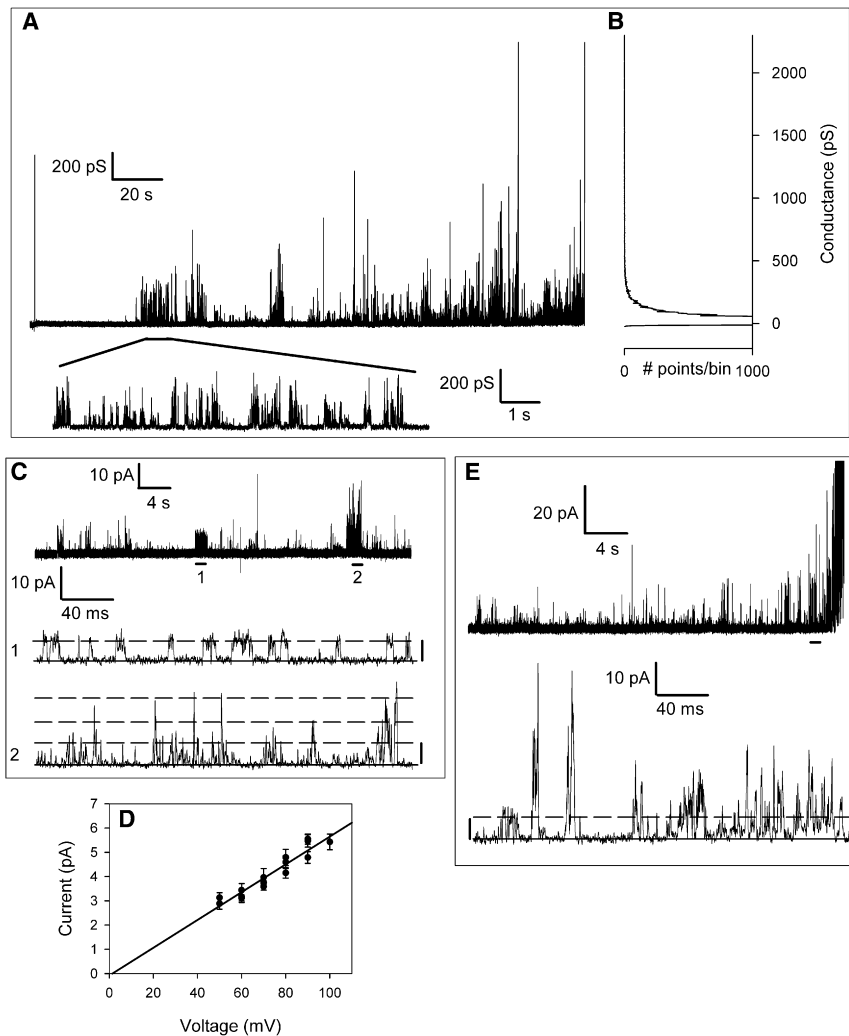 A
200 pS
20 s
200 pS
1 s
B
2000
1500
1000
500
0
Conductance (pS)
0 # points/bin 1000
C
10 pA
4 s
1 2
10 pA
40 ms
1
2
D
7
6
5
4
3
2
1
0
Current (pA)
0 20 40 60 80 100
Voltage (mV)
E
20 pA
4 s
10 pA
40 ms